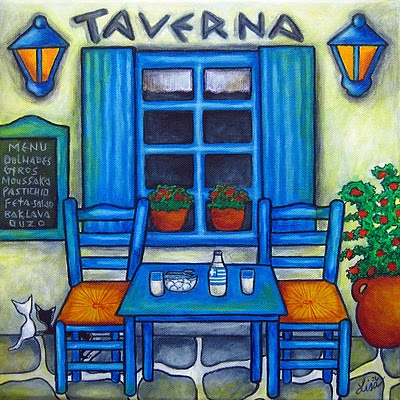 TAVERNA
MENU
DOLMADES
GYROS
MOUSSAKA
PASTICHIO
FETA-SALAD
BAKLAVA
OUZO
Lisa